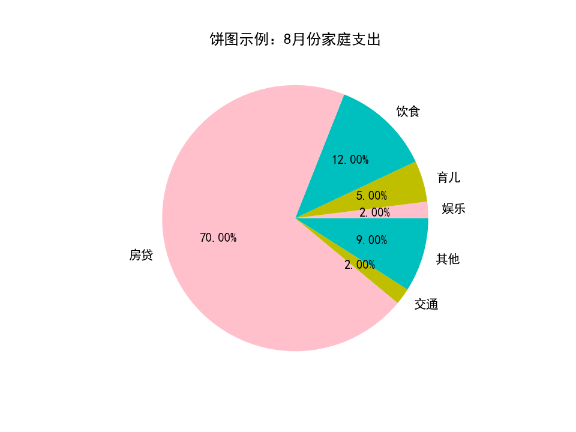 饼图示例：8月份家庭支出
饮食
12.00%
育儿
5.00%
娱乐
2.00%
70.00%
9.00%
房贷
其他
2.00%
交通